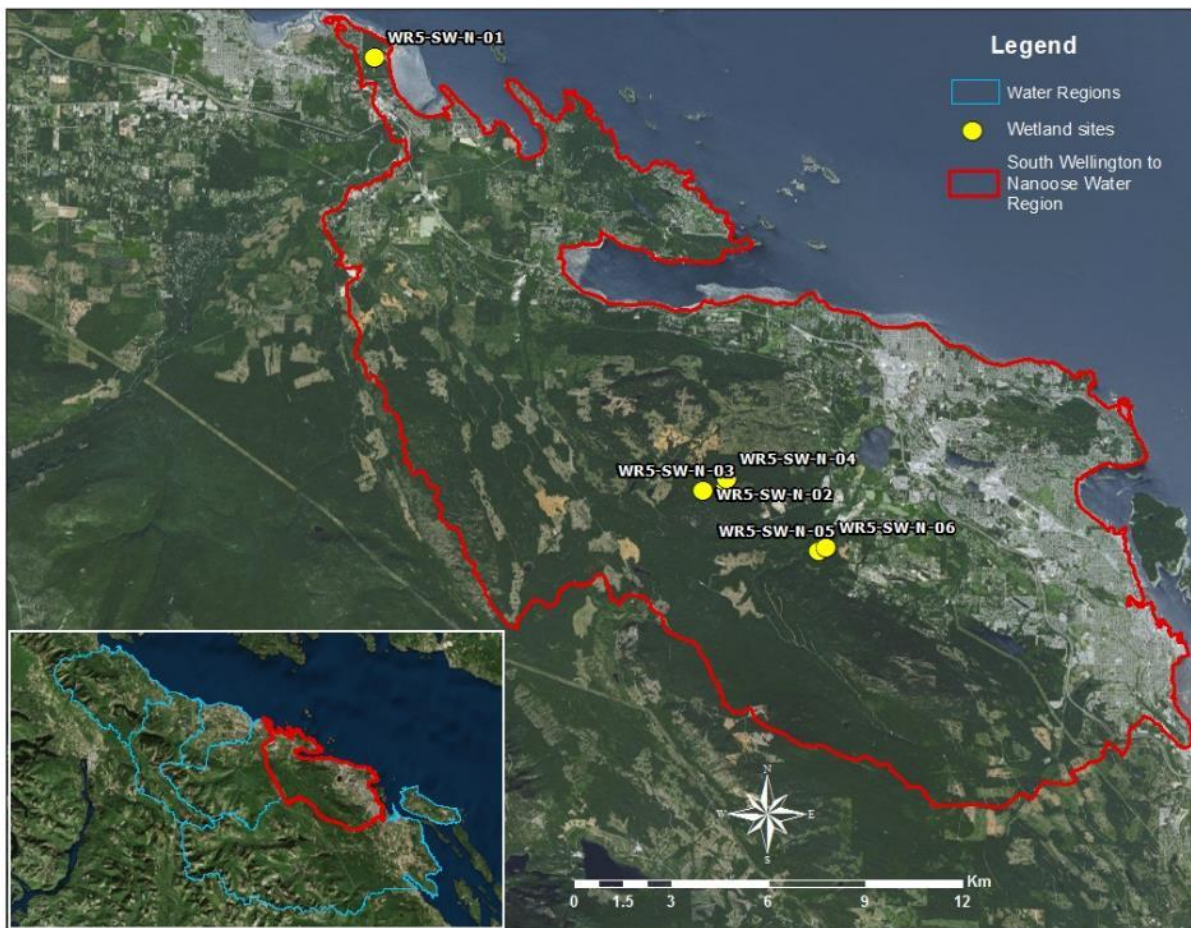 WR5-SW-N-01
Legend
Water Regions
Wetland sites
South Wellington to
Nanoose Water
Region
WR5-SW-N-04
WR5-SW-N-03
WR5-SW-N-02
WR5-SW-N-05
WR5-SW-N-06
N
W E
S
Km
0 1.5 3 6 9 12